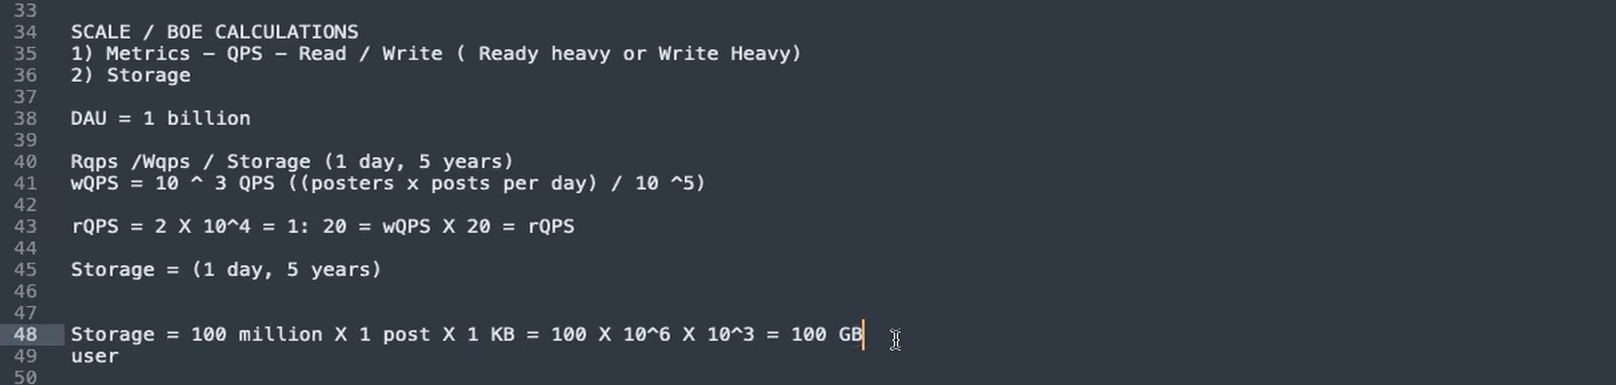 33
34 SCALE / BOE CALCULATIONS
35 1) Metrics – QPS – Read / Write ( Ready heavy or Write Heavy)
36 2) Storage
37
38 DAU = 1 billion
39
40 Rqps /Wqps / Storage (1 day, 5 years)
41 wQPS = 10 ^ 3 QPS ((posters x posts per day) / 10 ^5)
42
43 rQPS = 2 X 10^4 = 1: 20 = wQPS X 20 = rQPS
44
45 Storage = (1 day, 5 years)
46
47
48 Storage = 100 million X 1 post X 1 KB = 100 X 10^6 X 10^3 = 100 GB
49 user
50